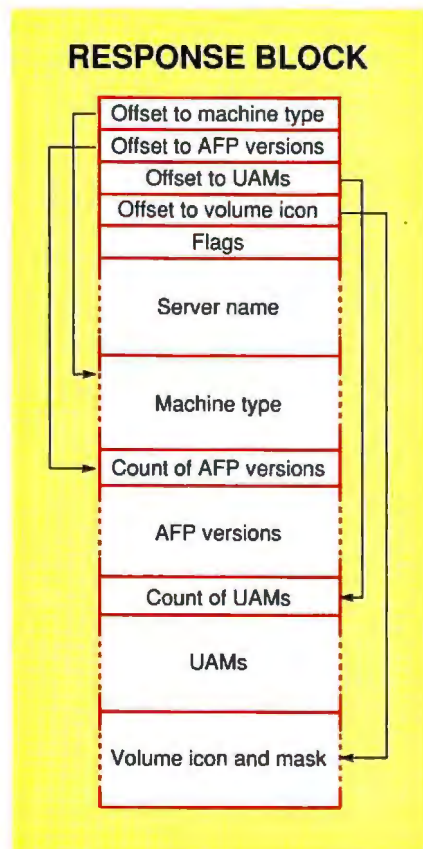 RESPONSE BLOCK
Offset to machine type
Offset to AFP versions
Offset to UAMs
Offset to volume icon
Flags
Server name
Machine type
Count of AFP versions
AFP versions
Count of UAMs
UAMs
Volume icon and mask